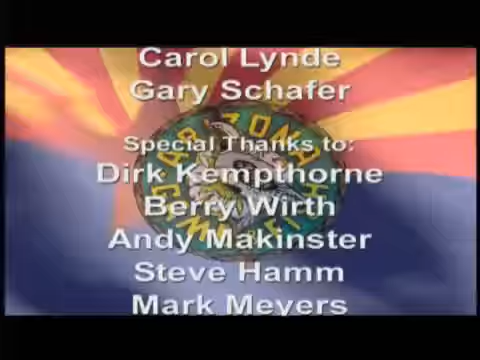 Carol Lynde
Gary Schafer
Special Thanks to:
Dirk Kempthorne
Berry Wirth
Andy Makinster
Steve Hamm
Mark Meyers